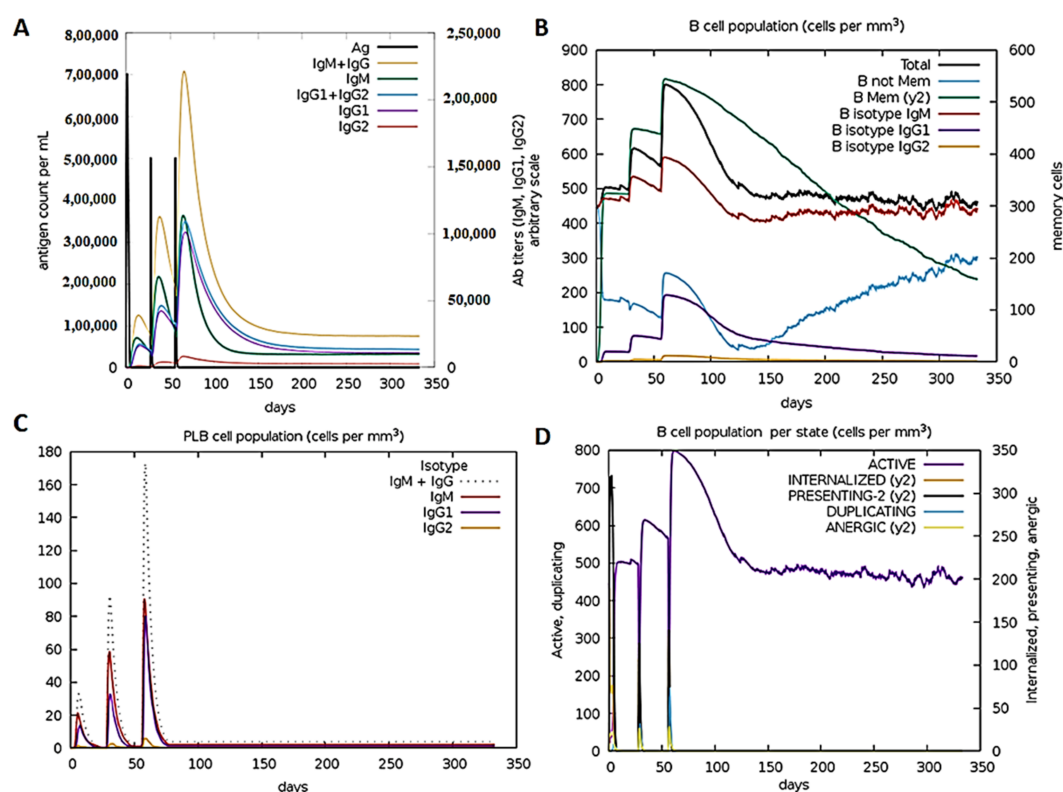 A
8,00,000
7,00,000
6,00,000
5,00,000
4,00,000
3,00,000
2,00,000
1,00,000
0
antigen count per mL
Ag
IgM+IgG
IgM
IgG1+IgG2
IgG1
IgG2
2,50,000
2,00,000
1,50,000
1,00,000
50,000
0
Ab titers (IgM, IgG1, IgG2)
arbitrary scale
0 50 100 150 200 250 300 350
days
B
B cell population (cells per mm³)
900
800
700
600
500
400
300
200
100
0
Total
B not Mem
B Mem (y2)
B isotype IgM
B isotype IgG1
B isotype IgG2
600
500
400
300
200
100
0
memory cells
0 50 100 150 200 250 300 350
days
C
PLB cell population (cells per mm³)
180
160
140
120
100
80
60
40
20
0
Isotype
IgM + IgG
IgM
IgG1
IgG2
0 50 100 150 200 250 300 350
days
D
B cell population per state (cells per mm³)
Active, duplicating
800
700
600
500
400
300
200
100
0
ACTIVE
INTERNALIZED (y2)
PRESENTING-2 (y2)
DUPLICATING
ANERGIC (y2)
350
300
250
200
150
100
50
0
Internalized, presenting, anergic
0 50 100 150 200 250 300 350
days